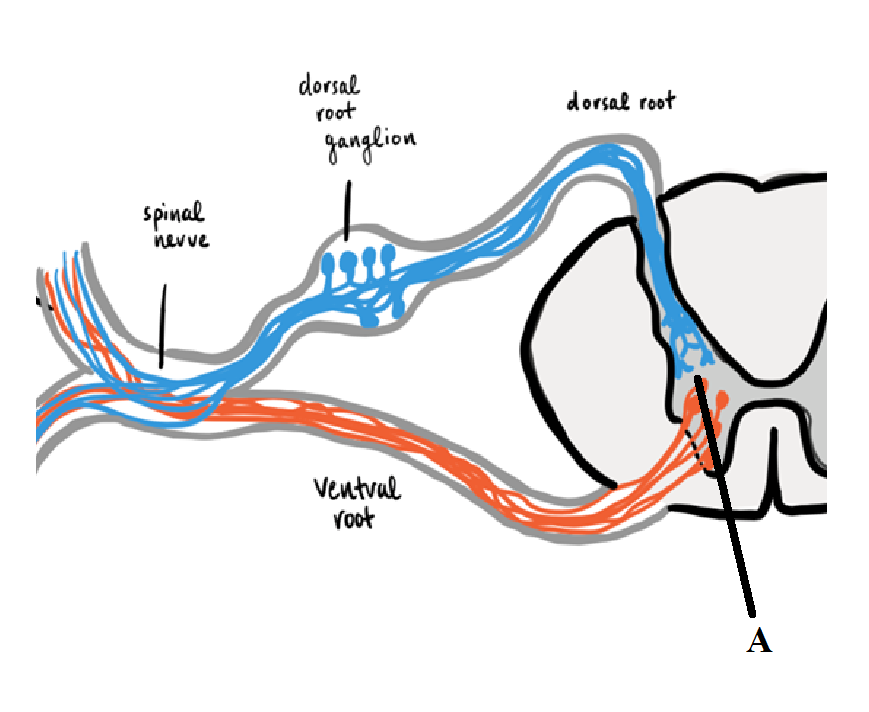 dorsal
root
ganglion
dorsal root
spinal
nerve
Ventral
root
A